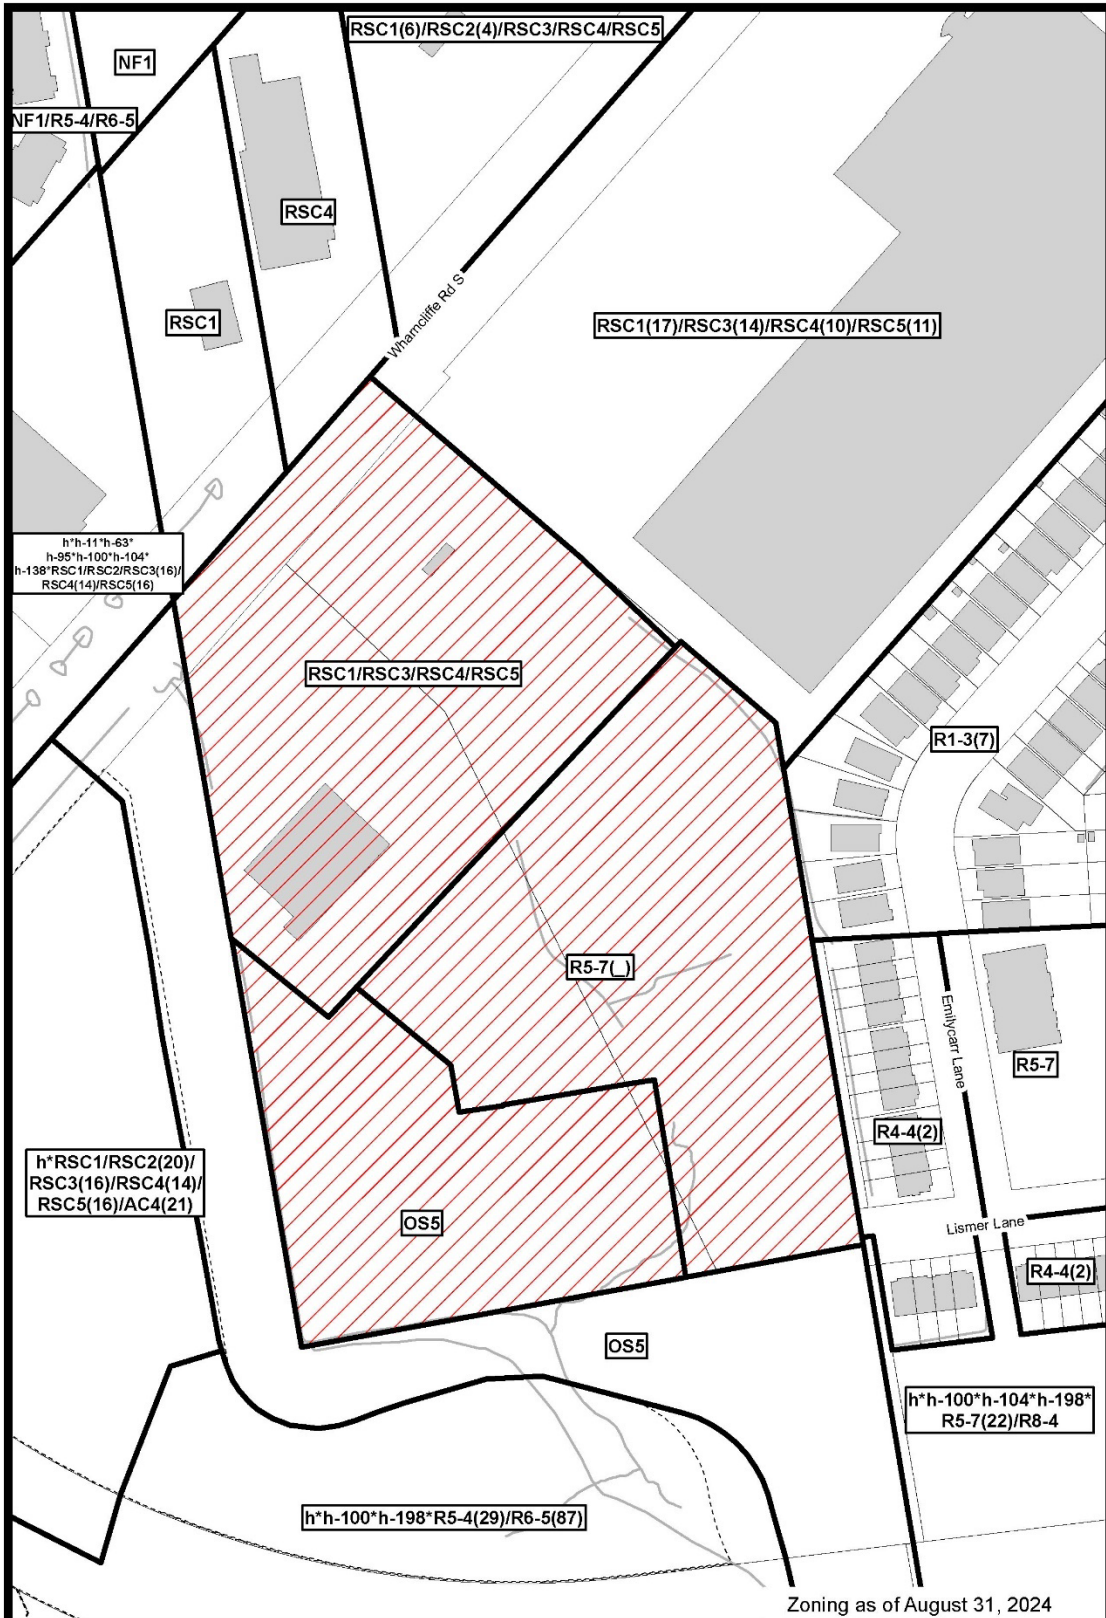 RSC1(6)/RSC2(4)/RSC3/RSC4/RSC5
NF1
NF1/R5-4/R6-5
RSC4
RSC1
Wharncliffe Rd S
RSC1(17)/RSC3(14)/RSC4(10)/RSC5(11)
h*h-11*h-63*
h-95*h-100*h-104*
h-138*RSC1/RSC2/RSC3(16)/
RSC4(14)/RSC5(16)
RSC1/RSC3/RSC4/RSC5
R1-3(7)
R5-7(_)
Emilycarr Lane
R5-7
R4-4(2)
h*RSC1/RSC2(20)/
RSC3(16)/RSC4(14)/
RSC5(16)/AC4(21)
OS5
Lismer Lane
R4-4(2)
OS5
h*h-100*h-104*h-198*
R5-7(22)/R8-4
h*h-100*h-198*R5-4(29)/R6-5(87)
Zoning as of August 31, 2024